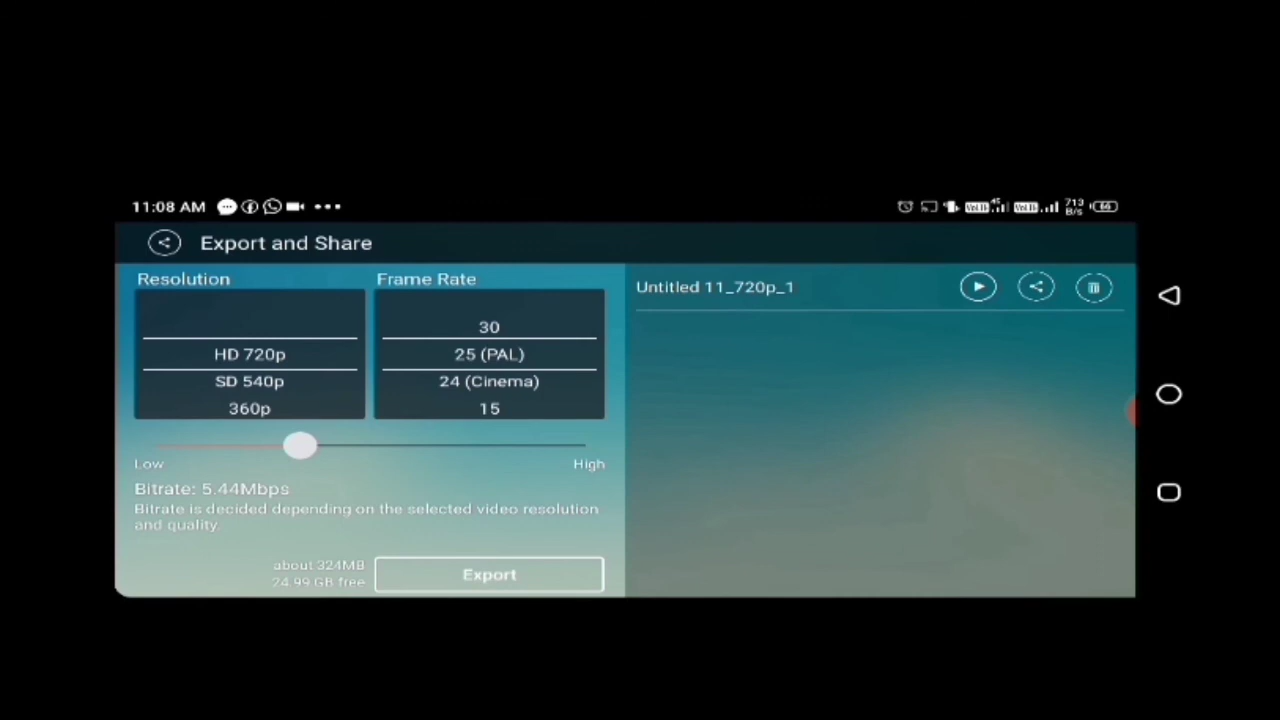 11:08 AM
713
B/s
66
Export and Share
Resolution
Frame Rate
HD 720p
SD 540p
360p
30
25 (PAL)
24 (Cinema)
15
Low
High
Bitrate: 5.44Mbps
Bitrate is decided depending on the selected video resolution
and quality.
about 324MB
24.99 GB free
Export
Untitled 11_720p_1